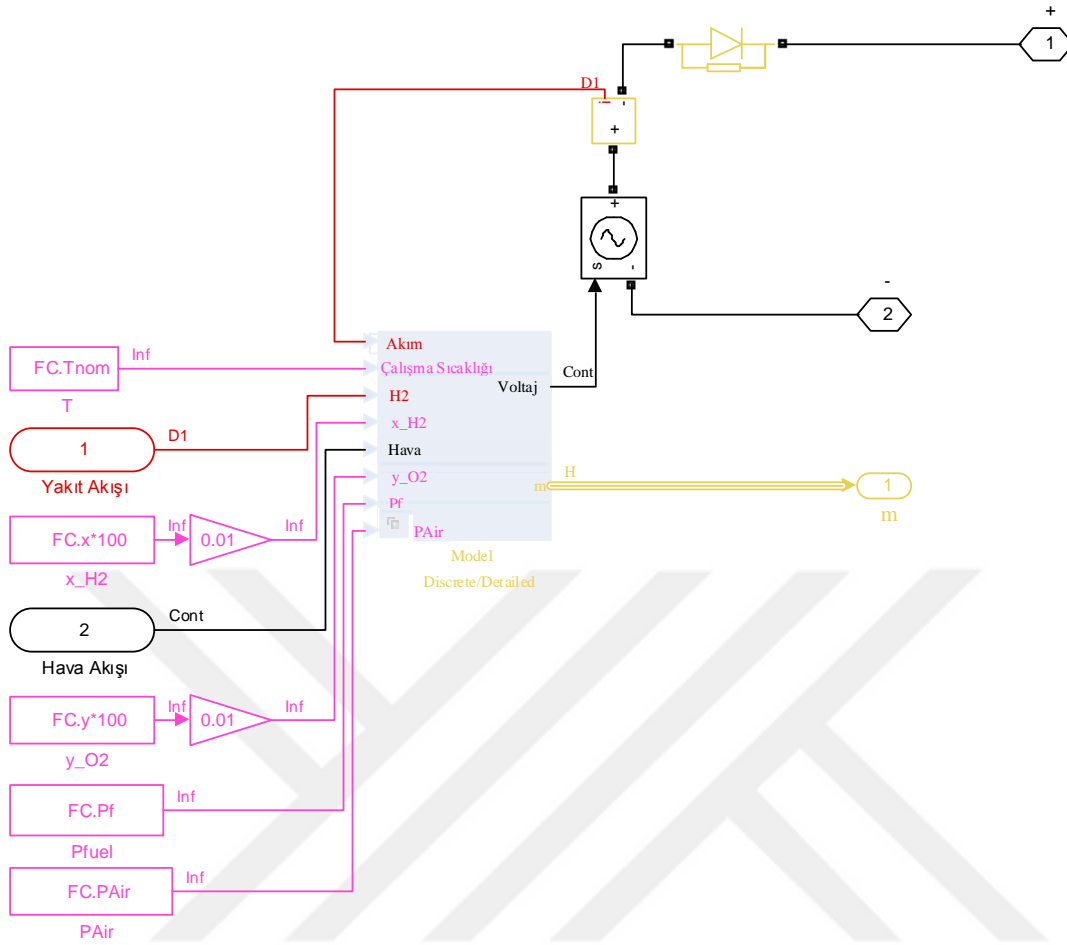 +
1
D1
i
-
+
+
s
-
-
2
Cont
FC.Tnom
Inf
T
Akım
Çalışma Sıcaklığı
H2
x_H2
Hava
y_O2
Pf
PAir
Voltaj
m
Model
Discrete/Detailed
H
1
m
1
D1
Yakıt Akışı
FC.x*100
Inf
0.01
Inf
x_H2
2
Cont
Hava Akışı
FC.y*100
Inf
0.01
Inf
y_O2
FC.Pf
Inf
Pfuel
FC.PAir
Inf
PAir